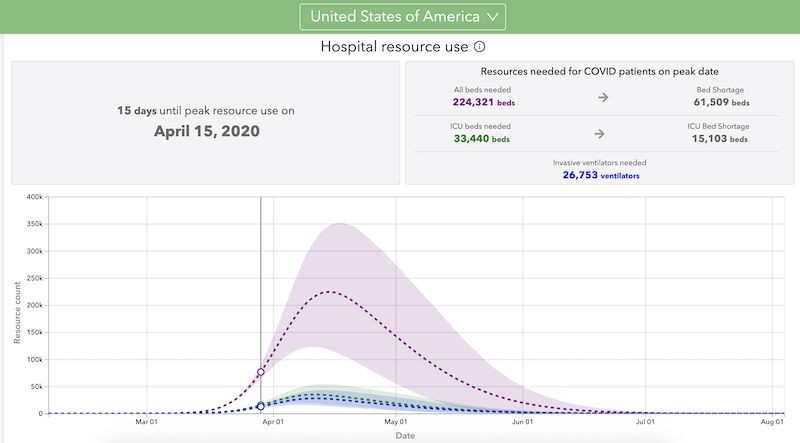 United States of America
Hospital resource use
15 days until peak resource use on
April 15, 2020
Resources needed for COVID patients on peak date
All beds needed
224,321 beds
Bed Shortage
61,509 beds
ICU beds needed
33,440 beds
ICU Bed Shortage
15,103 beds
Invasive ventilators needed
26,753 ventilators
Resource count
400k
350k
300k
250k
200k
150k
100k
50k
0
Mar 01
Apr 01
May 01
Jun 01
Jul 01
Aug 01
Date